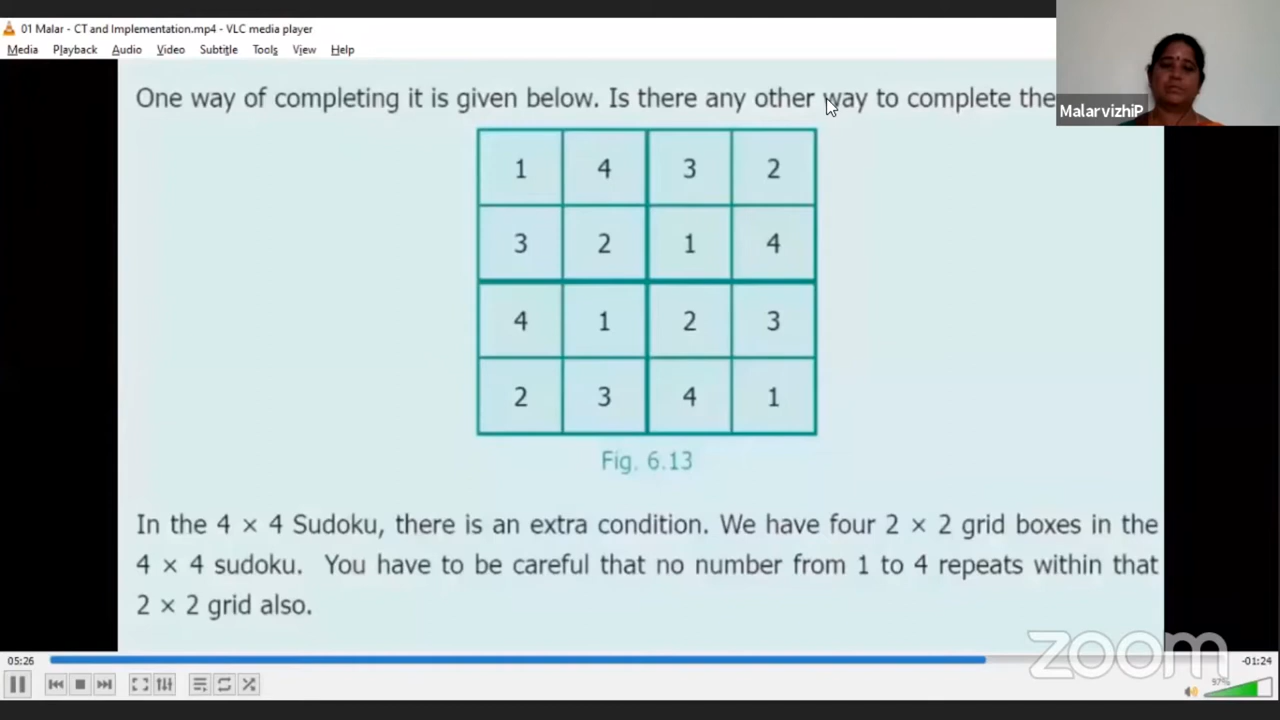 01 Malar - CT and Implementation.mp4 - VLC media player
Media Playback Audio Video Subtitle Tools View Help
MalarvizhiP
One way of completing it is given below. Is there any other way to complete the
1 4 3 2
3 2 1 4
4 1 2 3
2 3 4 1
Fig. 6.13
In the 4 × 4 Sudoku, there is an extra condition. We have four 2 × 2 grid boxes in the
4 × 4 sudoku. You have to be careful that no number from 1 to 4 repeats within that
2 × 2 grid also.
zoom
05:26
-01:24
97%